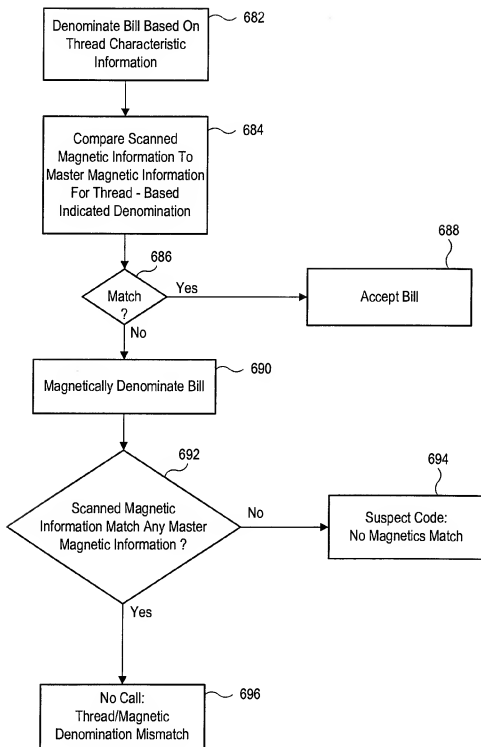 Denominate Bill Based On
Thread Characteristic
Information
682
Compare Scanned
Magnetic Information To
Master Magnetic Information
For Thread - Based
Indicated Denomination
684
Match
?
686
Yes
No
Accept Bill
688
Magnetically Denominate Bill
690
Scanned Magnetic
Information Match Any Master
Magnetic Information ?
692
No
Yes
Suspect Code:
No Magnetics Match
694
No Call:
Thread/Magnetic
Denomination Mismatch
696